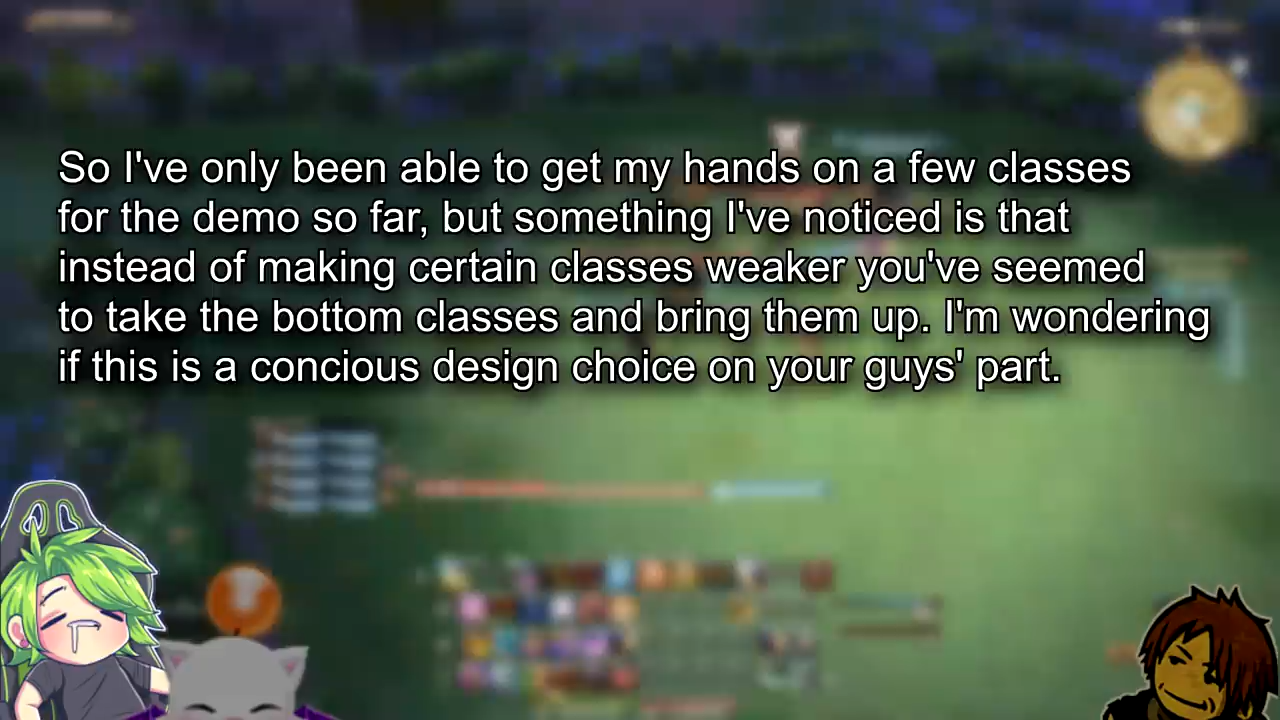 So I've only been able to get my hands on a few classes
for the demo so far, but something I've noticed is that
instead of making certain classes weaker you've seemed
to take the bottom classes and bring them up. I'm wondering
if this is a concious design choice on your guys' part.